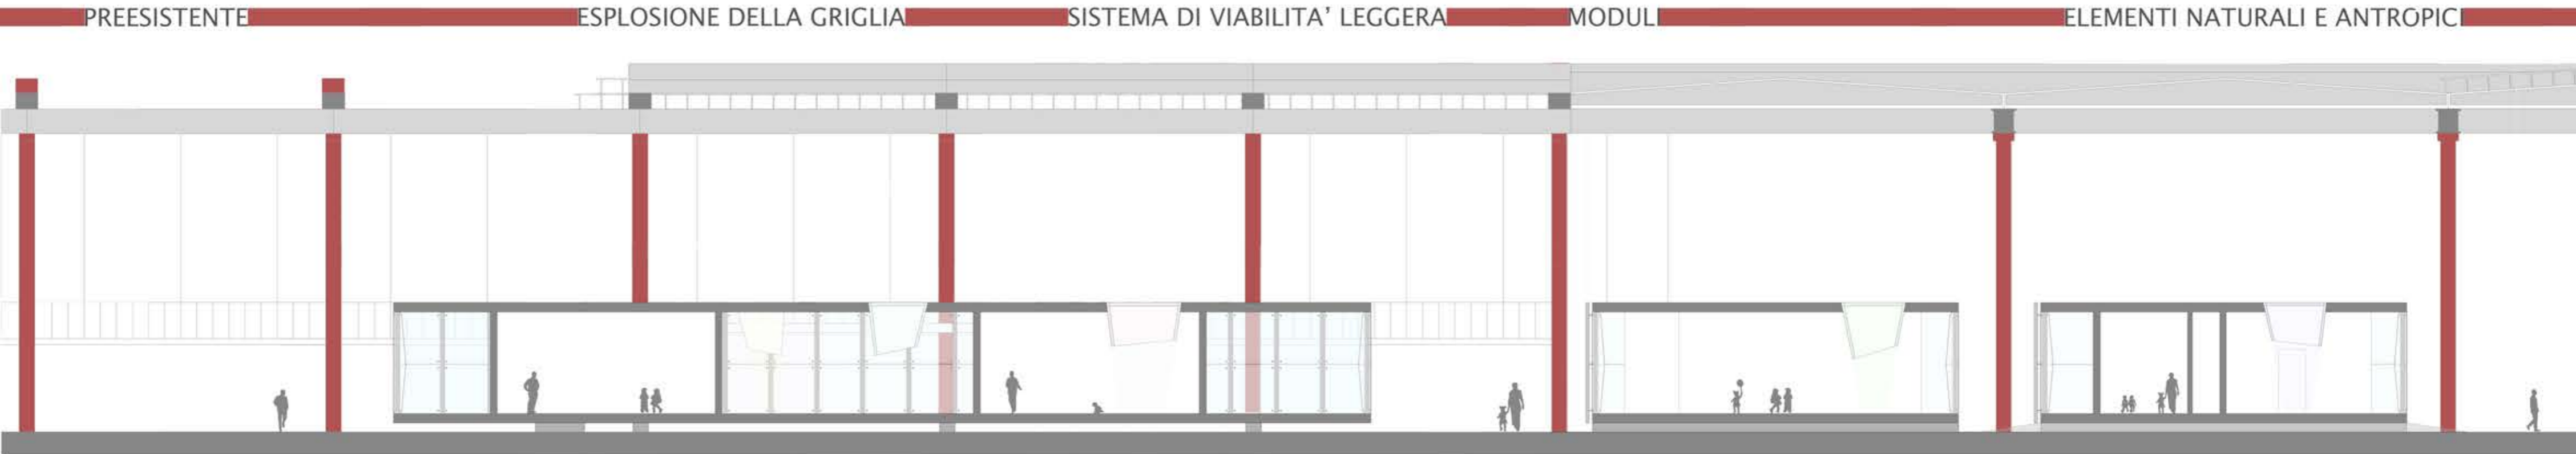 PREESISTENTE ESPLOSIONE DELLA GRIGLIA SISTEMA DI VIABILITA' LEGGERA MODULI ELEMENTI NATURALI E ANTROPICI